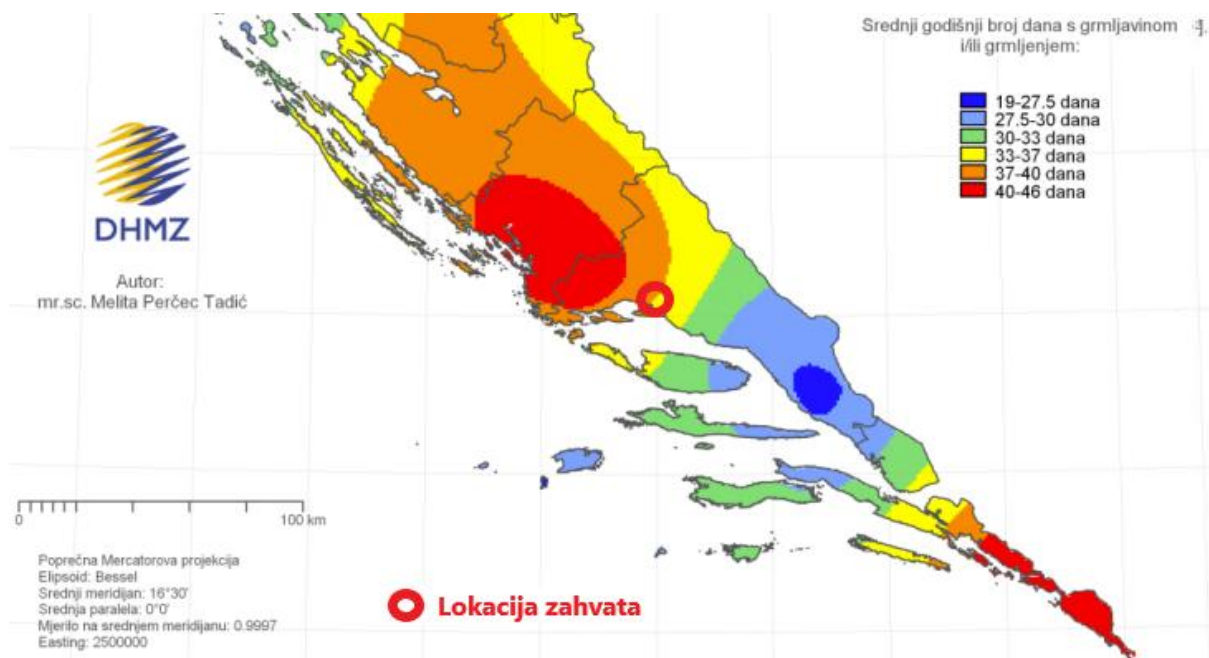 Srednji godišnji broj dana s grmljavinom
i/ili grmljenjem:
19-27.5 dana
27.5-30 dana
30-33 dana
33-37 dana
37-40 dana
40-46 dana
DHMZ
Autor:
mr.sc. Melita Perčec Tadić
0
100 km
Poprečna Mercatorova projekcija
Elipsoid: Bessel
Srednji meridijan: 16°30'
Srednja paralela: 0°0'
Mjerilo na srednjem meridijanu: 0.9997
Easting: 2500000
Lokacija zahvata